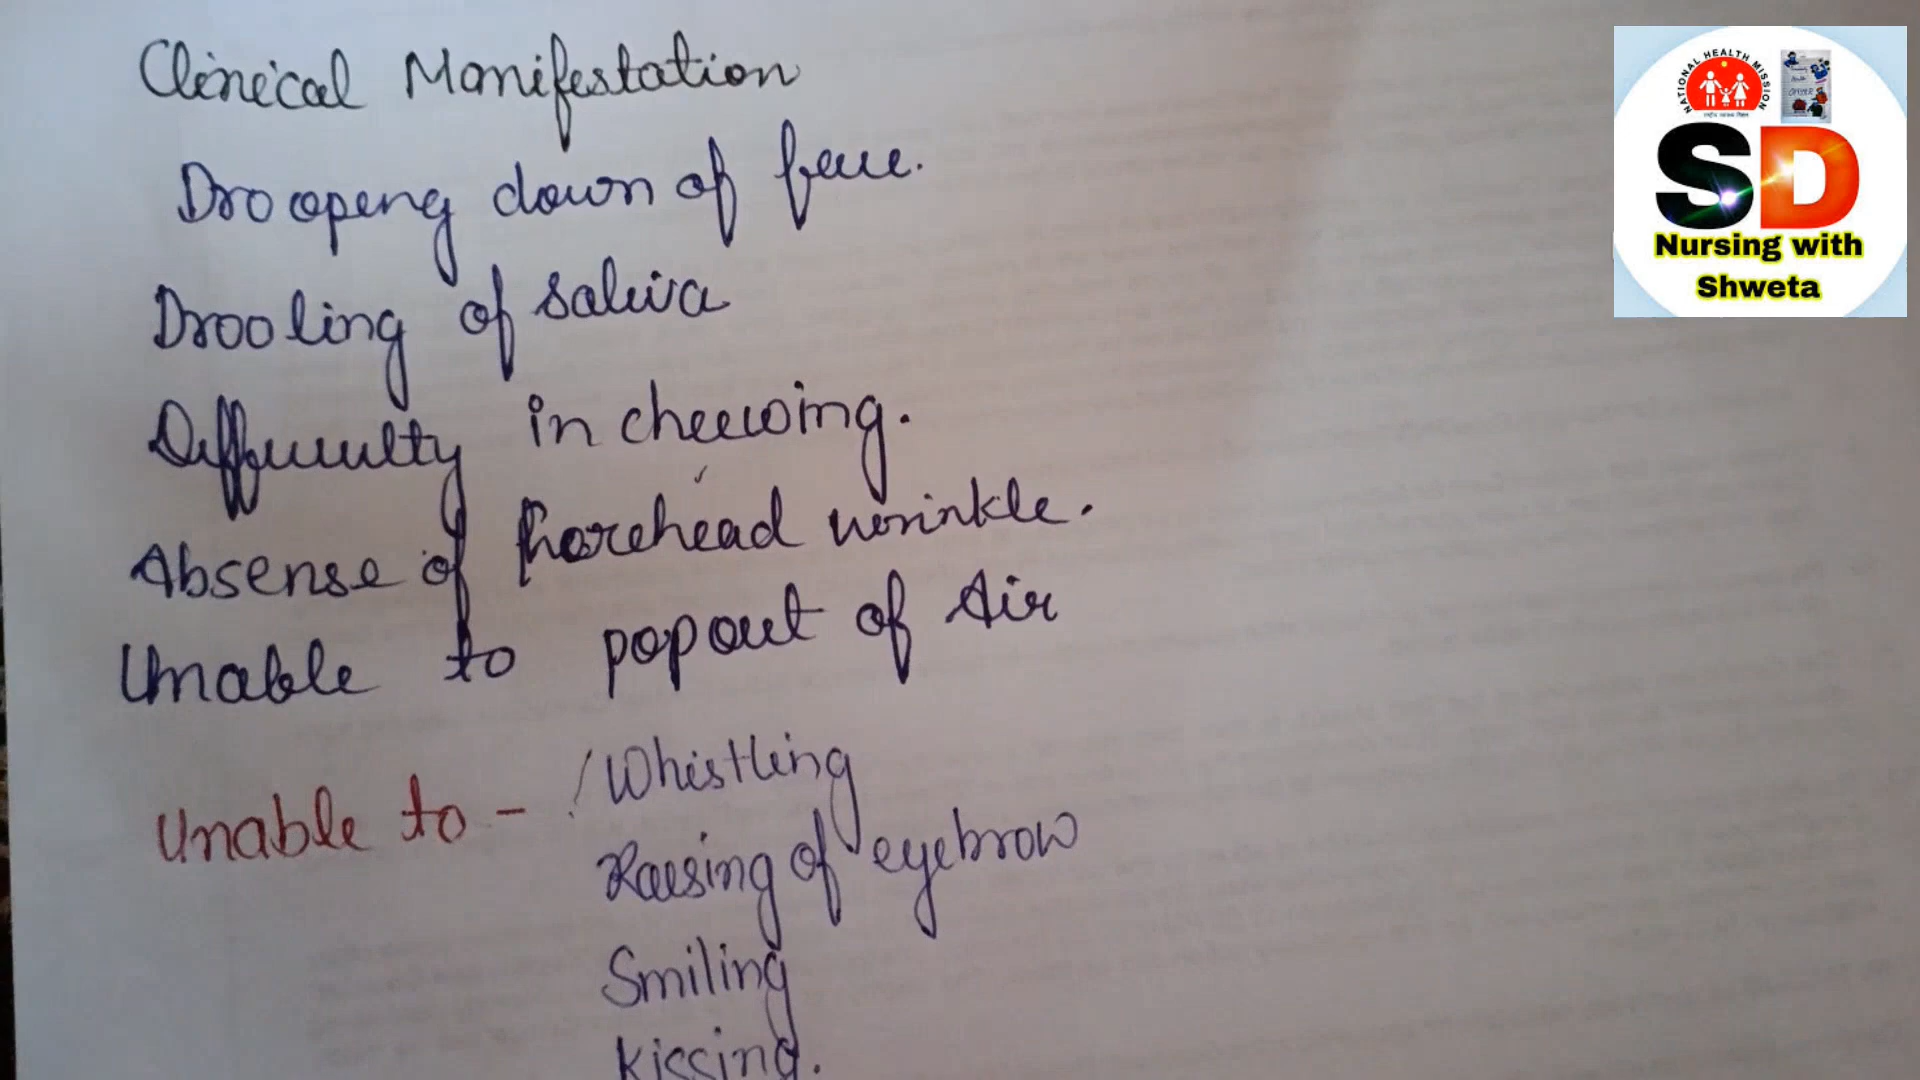 Clinical Manifestation
Droopeng down of face.
Drooling of saliva
Difficulty in cheewing.
Absense of forehead wrinkle.
Unable to popout of Air
Unable to - Whistling
Raising of eyebrow
Smiling
Kissing.
NATIONAL HEALTH MISSION
SD
Nursing with
Shweta